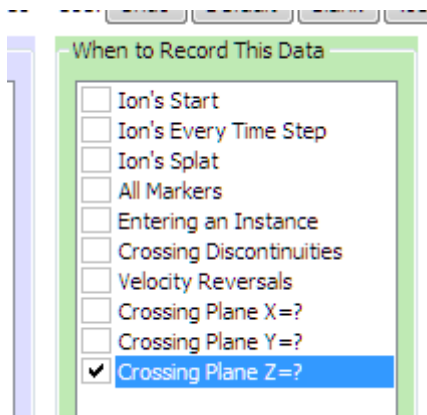 When to Record This Data
Ion's Start
Ion's Every Time Step
Ion's Splat
All Markers
Entering an Instance
Crossing Discontinuities
Velocity Reversals
Crossing Plane X=?
Crossing Plane Y=?
Crossing Plane Z=?